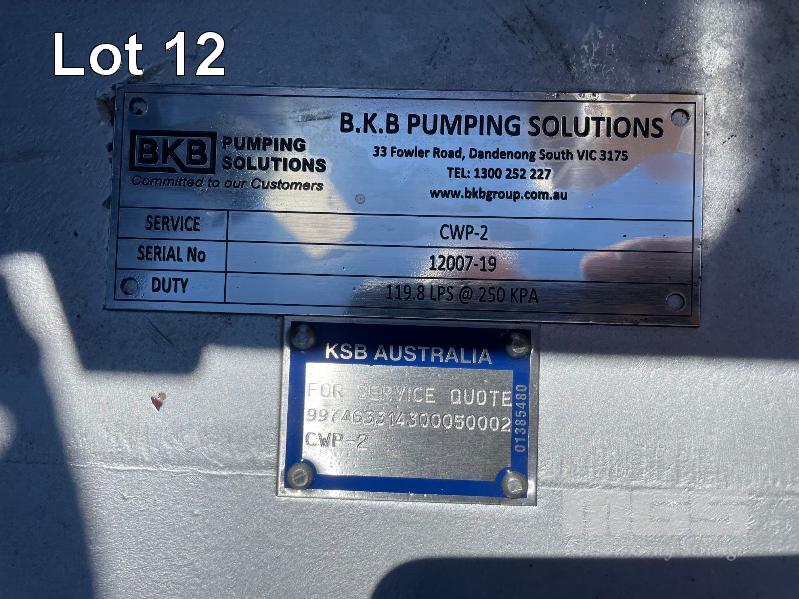 Lot 12
B.K.B PUMPING SOLUTIONS
BKB PUMPING
SOLUTIONS
Committed to our Customers
33 Fowler Road, Dandenong South VIC 3175
TEL: 1300 252 227
www.bkbgroup.com.au
SERVICE CWP-2
SERIAL No 12007-19
DUTY 119.8 LPS @ 250 KPA
KSB AUSTRALIA
FOR SERVICE QUOTE
997463314300050002
CWP-2
01385480